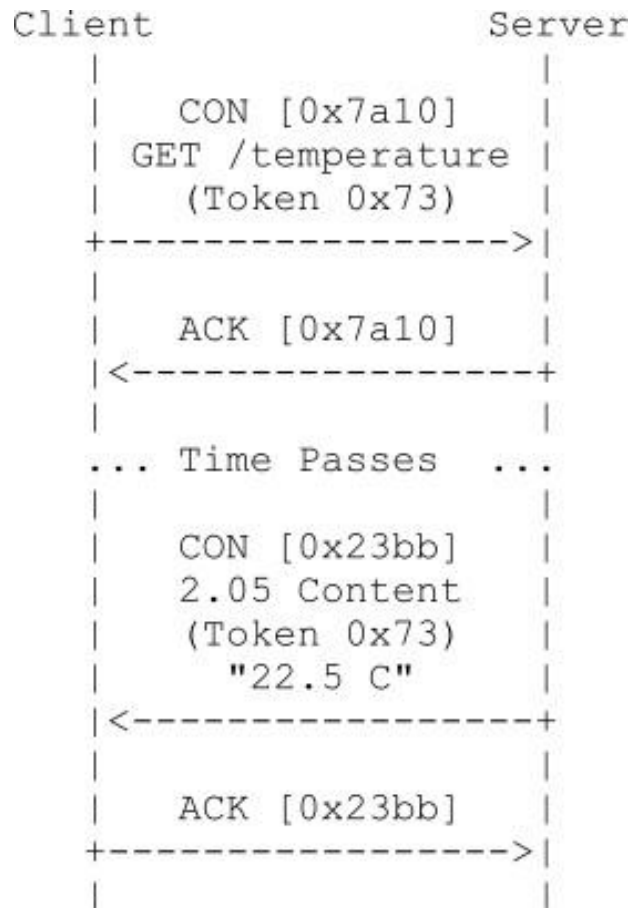 Client Server
CON [0x7a10]
GET /temperature
(Token 0x73)
ACK [0x7a10]
... Time Passes ...
CON [0x23bb]
2.05 Content
(Token 0x73)
"22.5 C"
ACK [0x23bb]